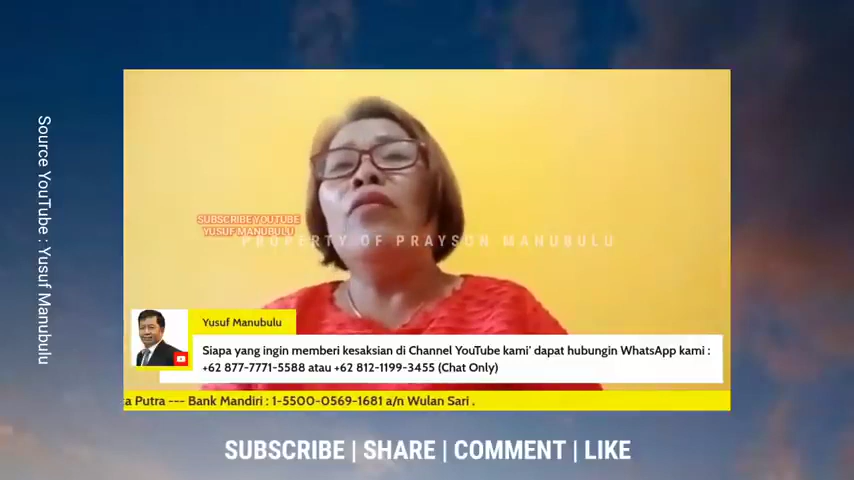 Source YouTube : Yusuf Manubulu
SUBSCRIBE YOUTUBE
YUSUF MANUBULU
PROPERTY OF PRAYSON MANUBULU
Yusuf Manubulu
Siapa yang ingin memberi kesaksian di Channel YouTube kami' dapat hubungin WhatsApp kami :
+62 877-7771-5588 atau +62 812-1199-3455 (Chat Only)
a Putra --- Bank Mandiri : 1-5500-0569-1681 a/n Wulan Sari .
SUBSCRIBE | SHARE | COMMENT | LIKE